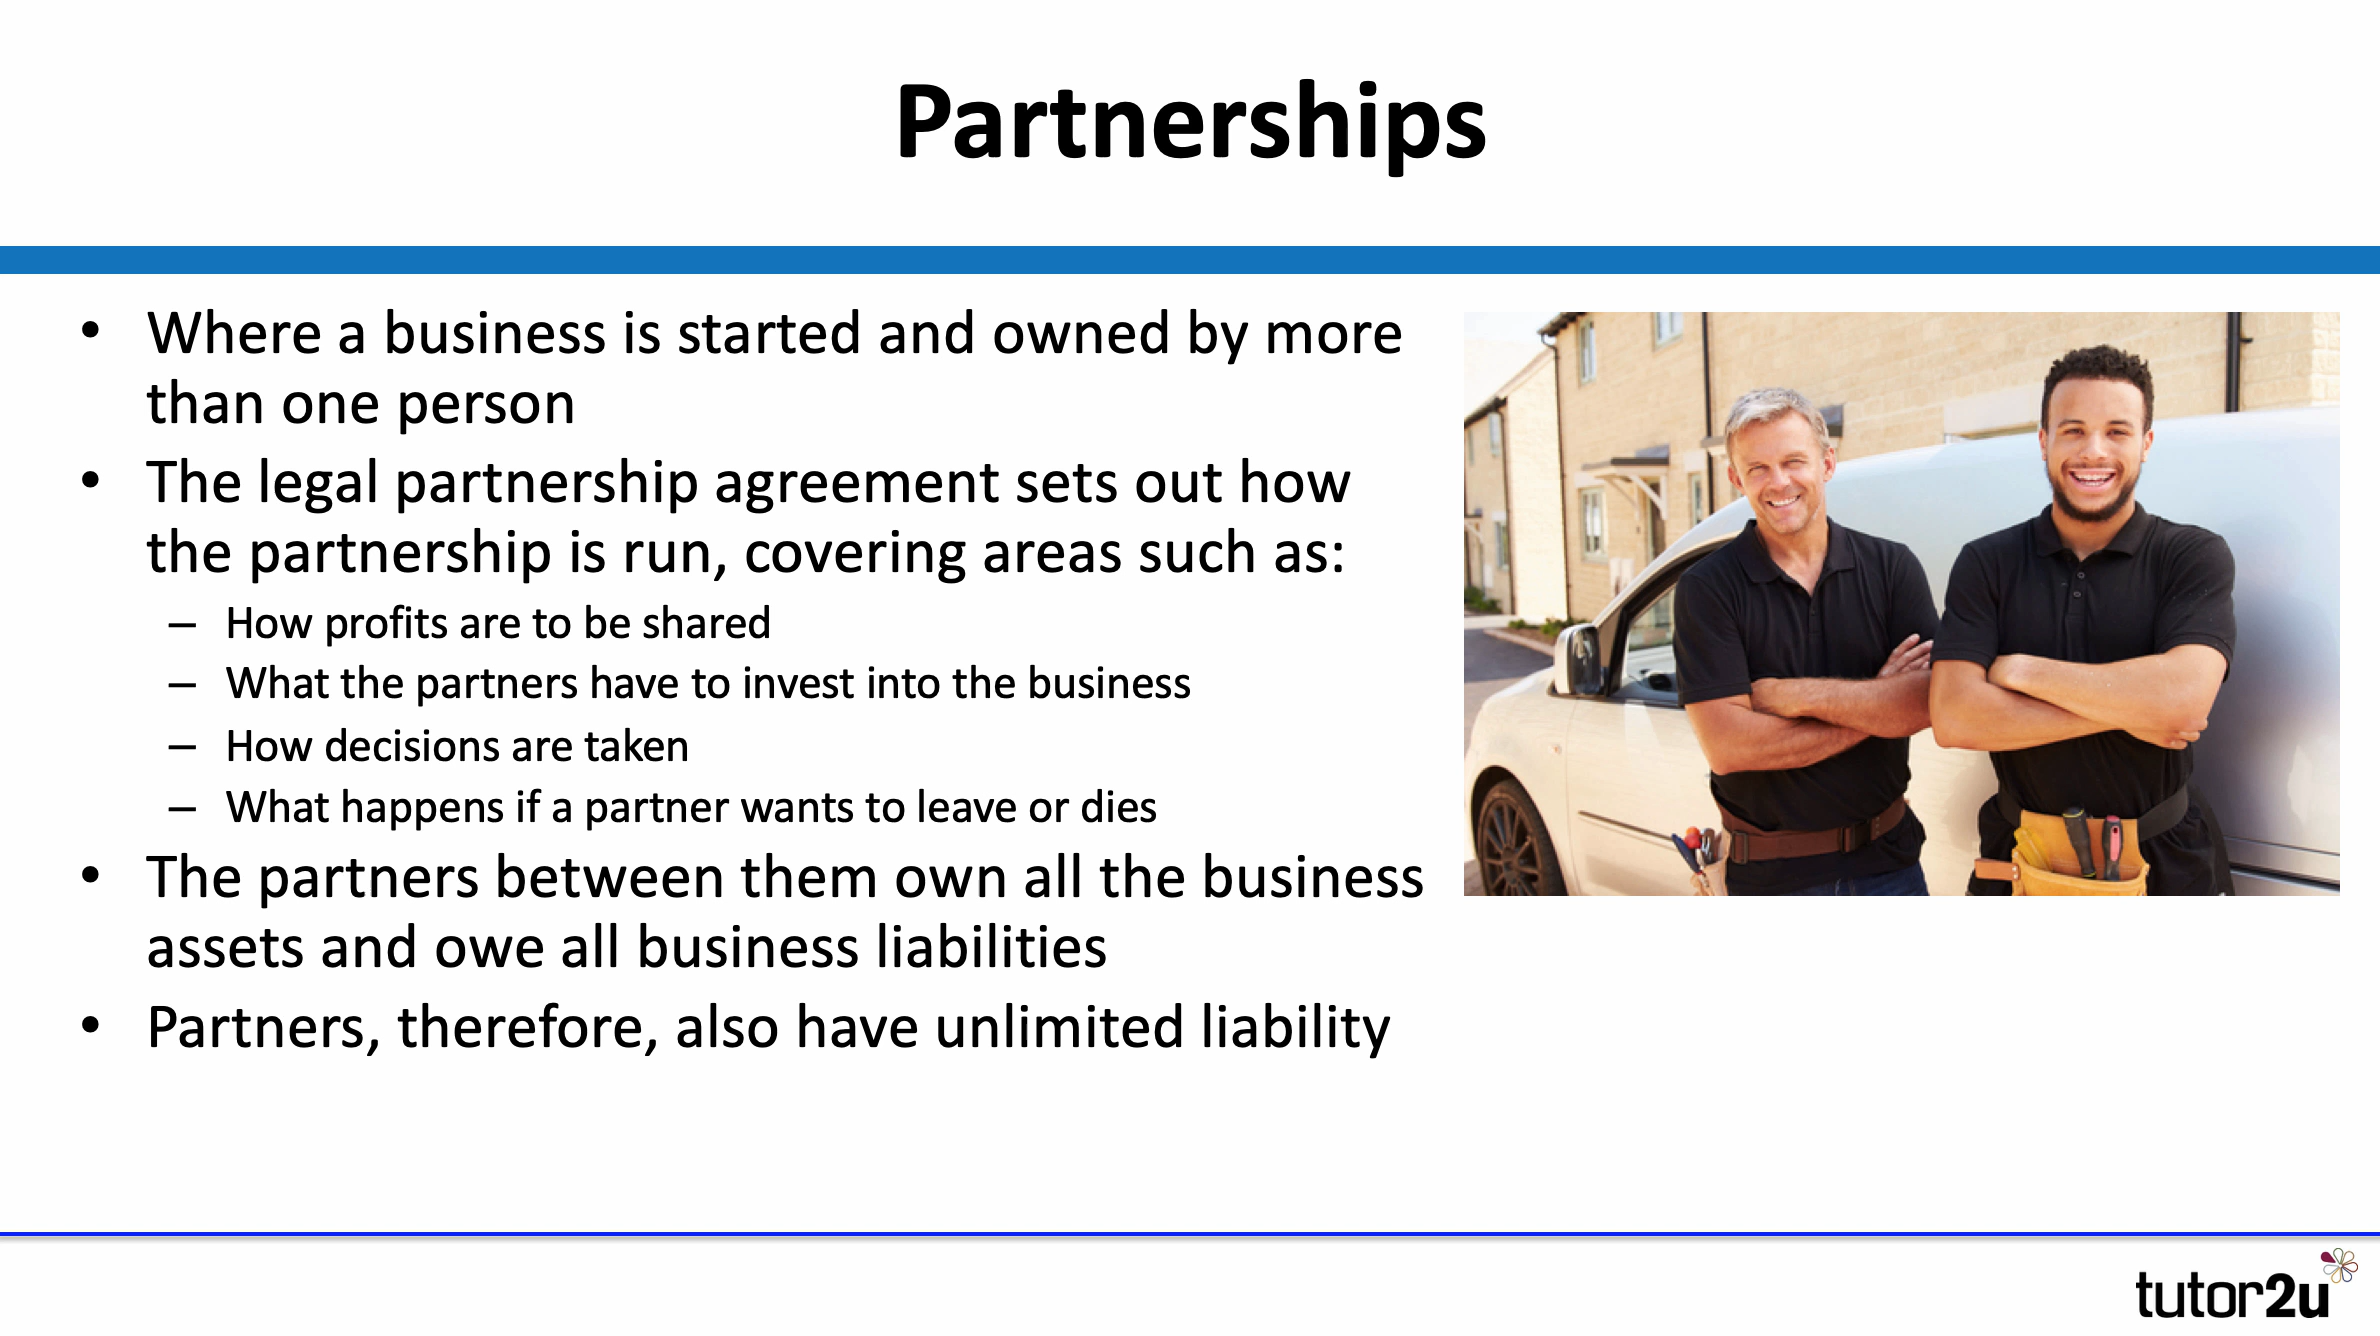 Partnerships
• Where a business is started and owned by more
than one person
• The legal partnership agreement sets out how
the partnership is run, covering areas such as:
– How profits are to be shared
– What the partners have to invest into the business
– How decisions are taken
– What happens if a partner wants to leave or dies
• The partners between them own all the business
assets and owe all business liabilities
• Partners, therefore, also have unlimited liability
tutor2u